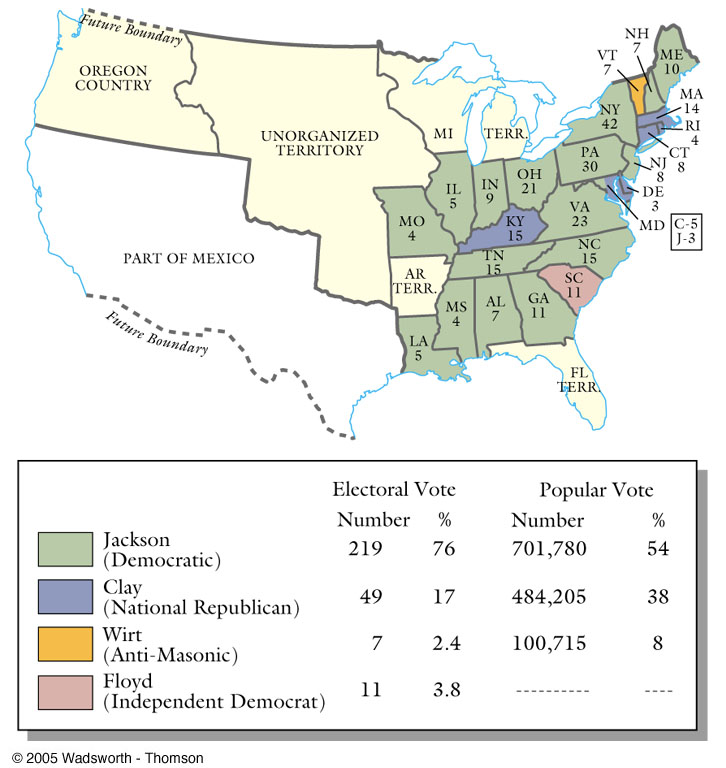 Future Boundary
OREGON
COUNTRY
UNORGANIZED
TERRITORY
PART OF MEXICO
Future Boundary
MI TERR.
NH
7
VT
7
ME
10
MA
14
RI
4
CT
8
NY
42
PA
30
NJ
8
DE
3
MD
C-5
J-3
OH
21
IN
9
IL
5
MO
4
KY
15
VA
23
NC
15
TN
15
SC
11
AR
TERR.
MS
4
AL
7
GA
11
LA
5
FL
TERR.
Electoral Vote Popular Vote
Number % Number %
Jackson
(Democratic) 219 76 701,780 54
Clay
(National Republican) 49 17 484,205 38
Wirt
(Anti-Masonic) 7 2.4 100,715 8
Floyd
(Independent Democrat) 11 3.8 ---------- ----
© 2005 Wadsworth - Thomson